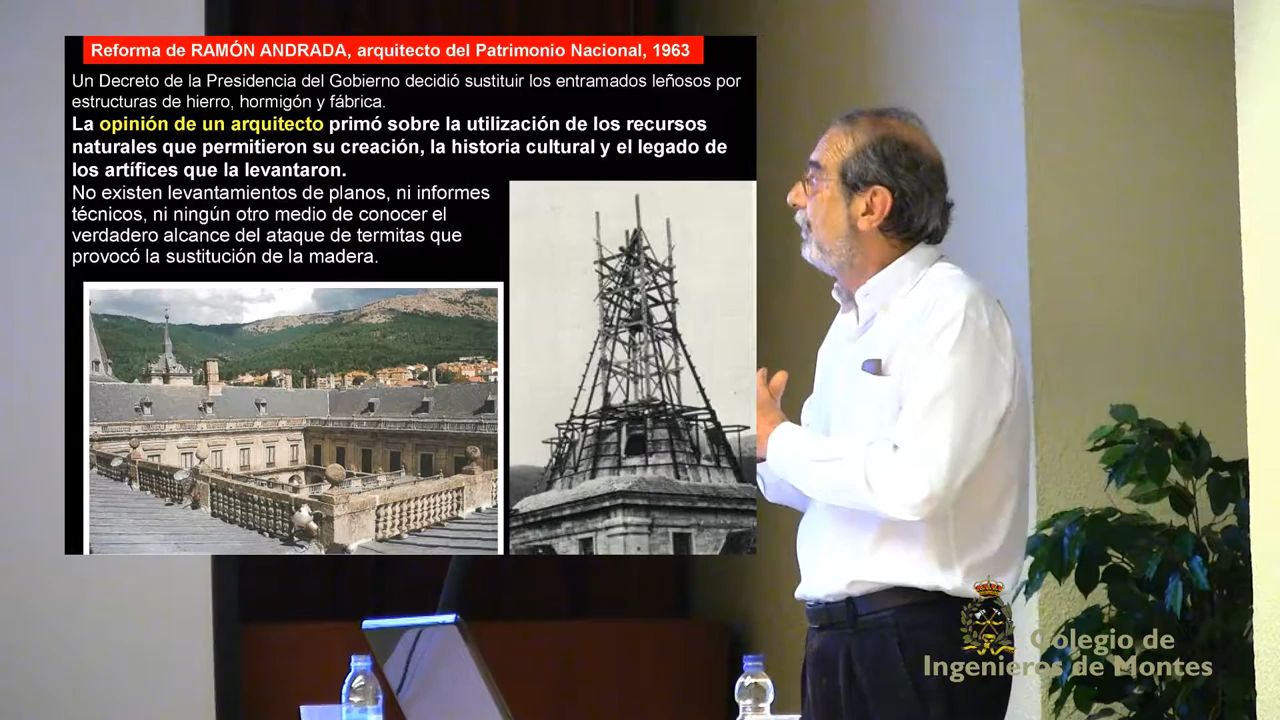 Reforma de RAMÓN ANDRADA, arquitecto del Patrimonio Nacional, 1963
Un Decreto de la Presidencia del Gobierno decidió sustituir los entramados leñosos por
estructuras de hierro, hormigón y fábrica.
La opinión de un arquitecto primó sobre la utilización de los recursos
naturales que permitieron su creación, la historia cultural y el legado de
los artífices que la levantaron.
No existen levantamientos de planos, ni informes
técnicos, ni ningún otro medio de conocer el
verdadero alcance del ataque de termitas que
provocó la sustitución de la madera.
Colegio de
Ingenieros de Montes